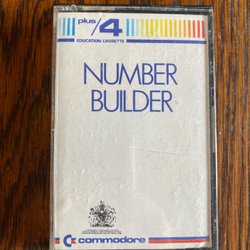 plus/4
EDUCATION CASSETTE
NUMBER
BUILDER
commodore